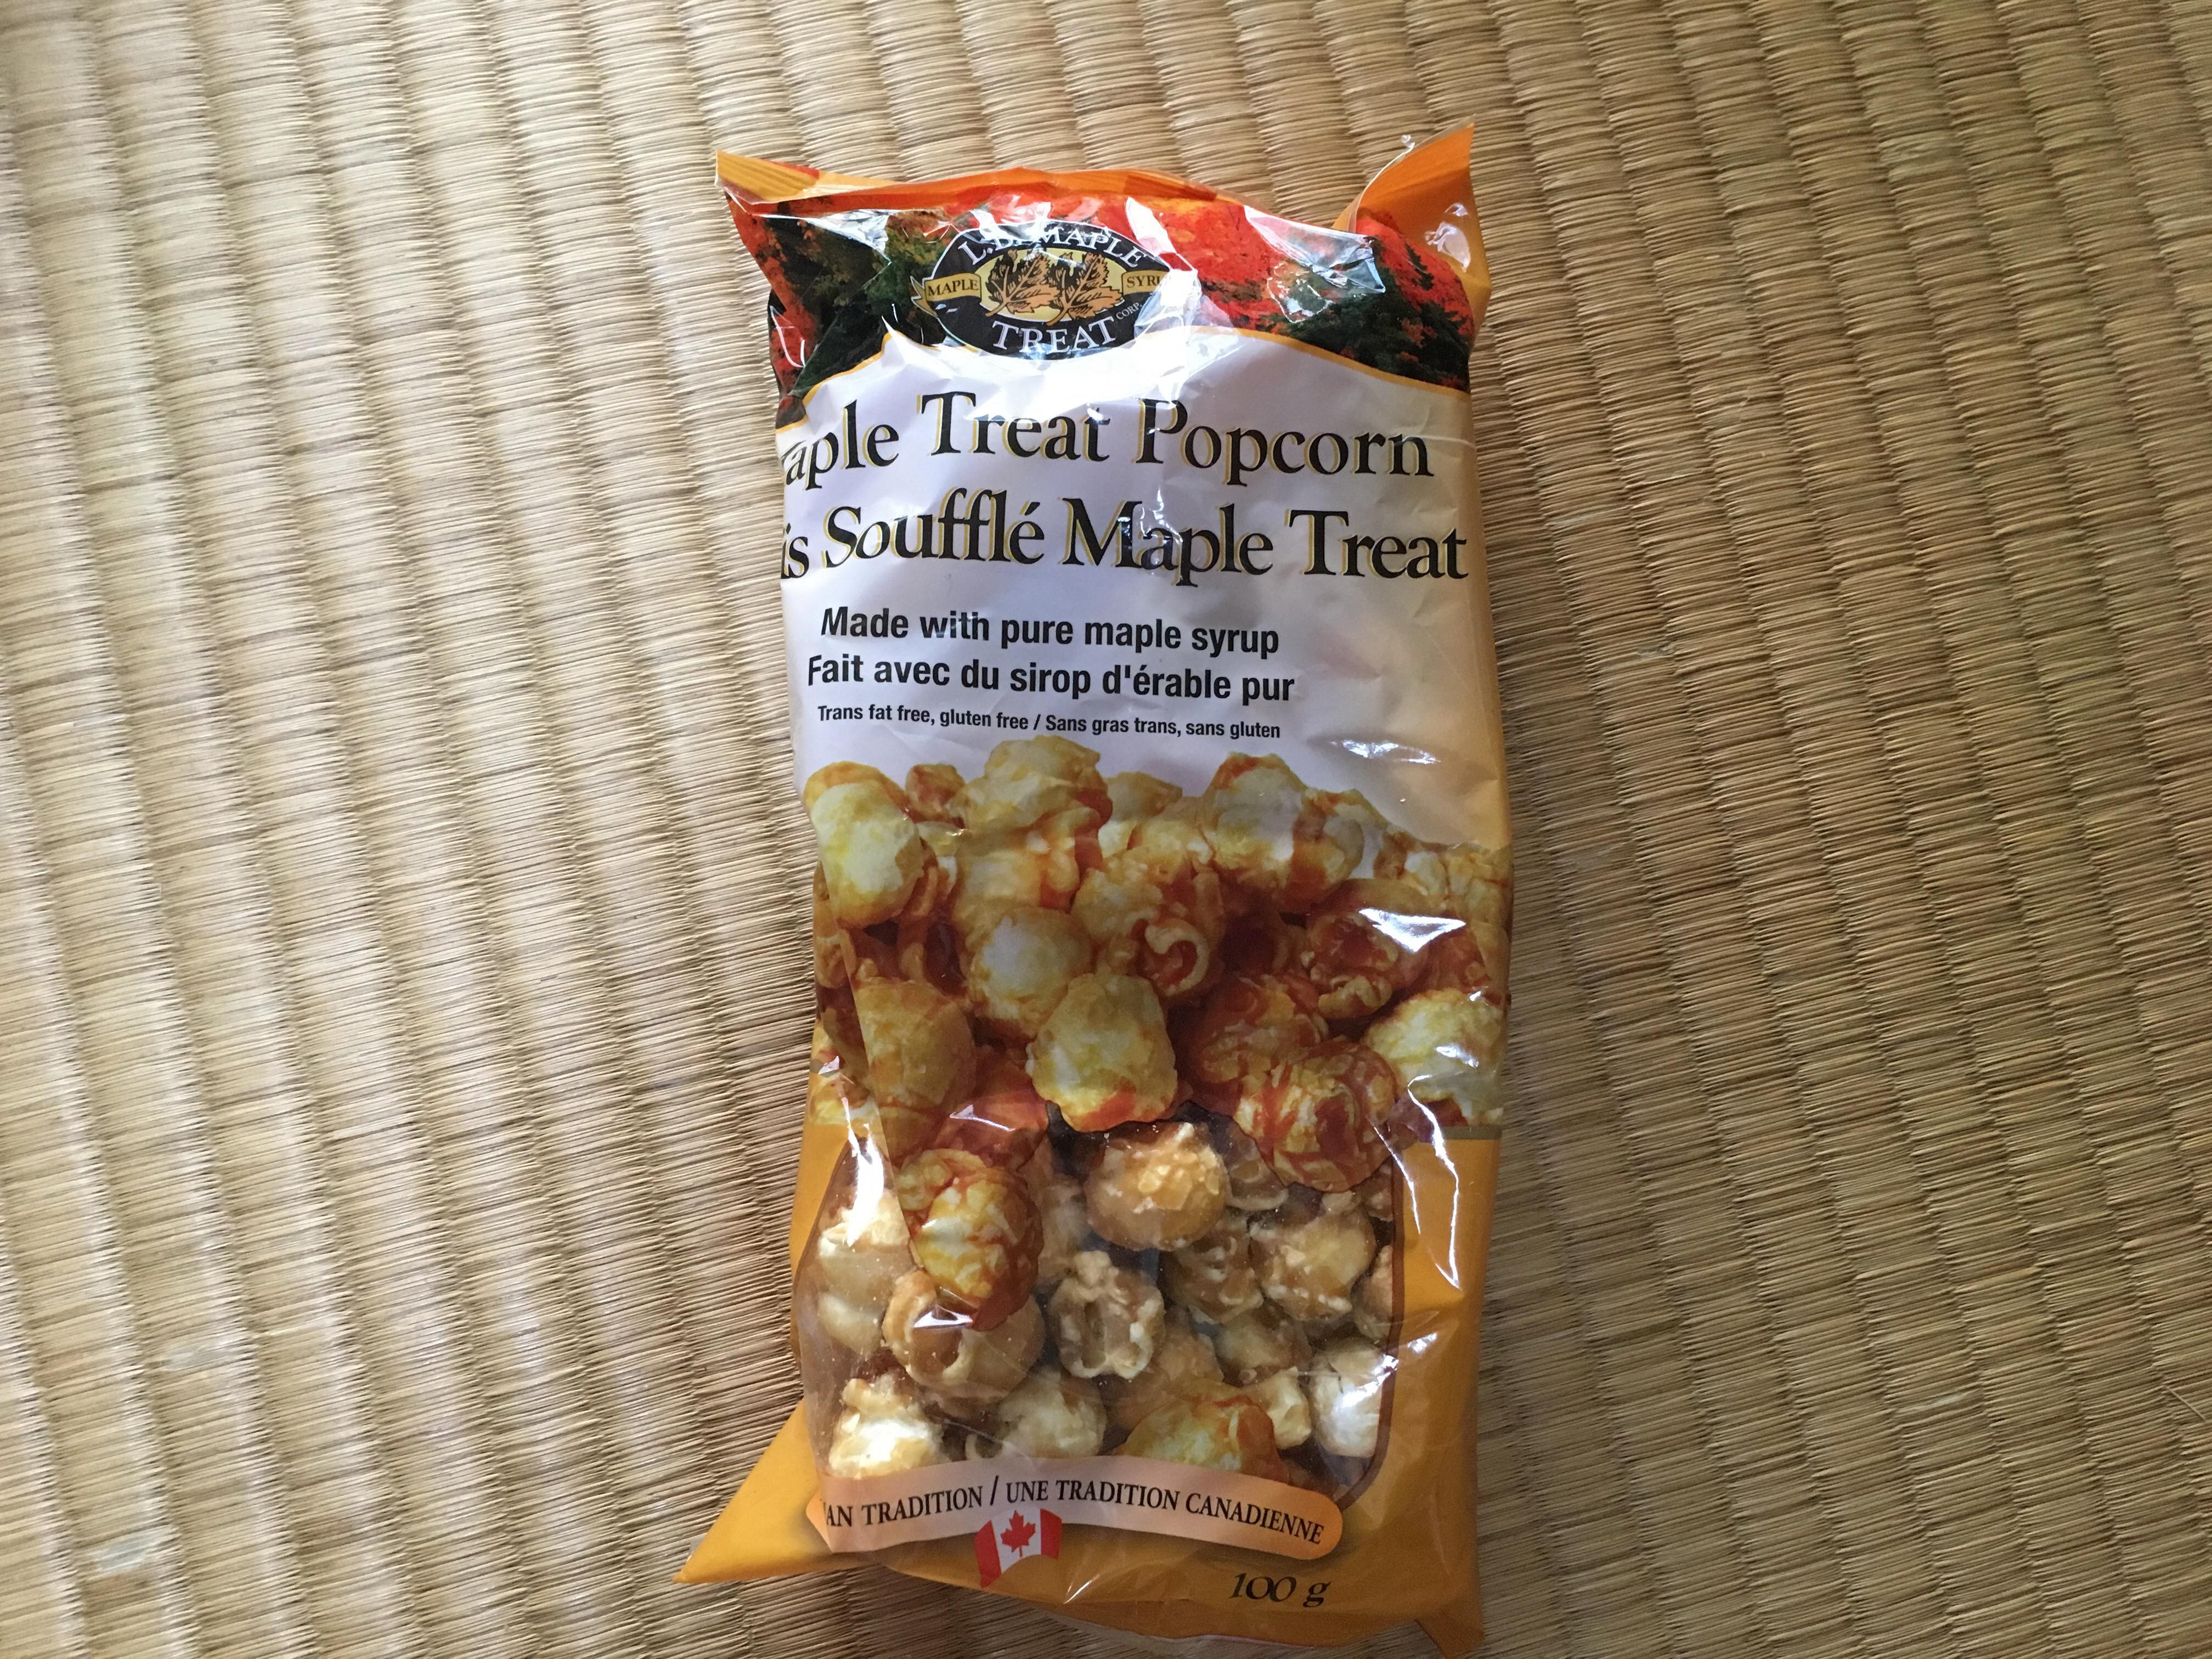 L.B. MAPLE
MAPLE SYRU
TREAT CORP.
aple Treat Popcorn
ïs Soufflé Maple Treat
Made with pure maple syrup
Fait avec du sirop d'érable pur
Trans fat free, gluten free / Sans gras trans, sans gluten
AN TRADITION / UNE TRADITION CANADIENNE
100 g